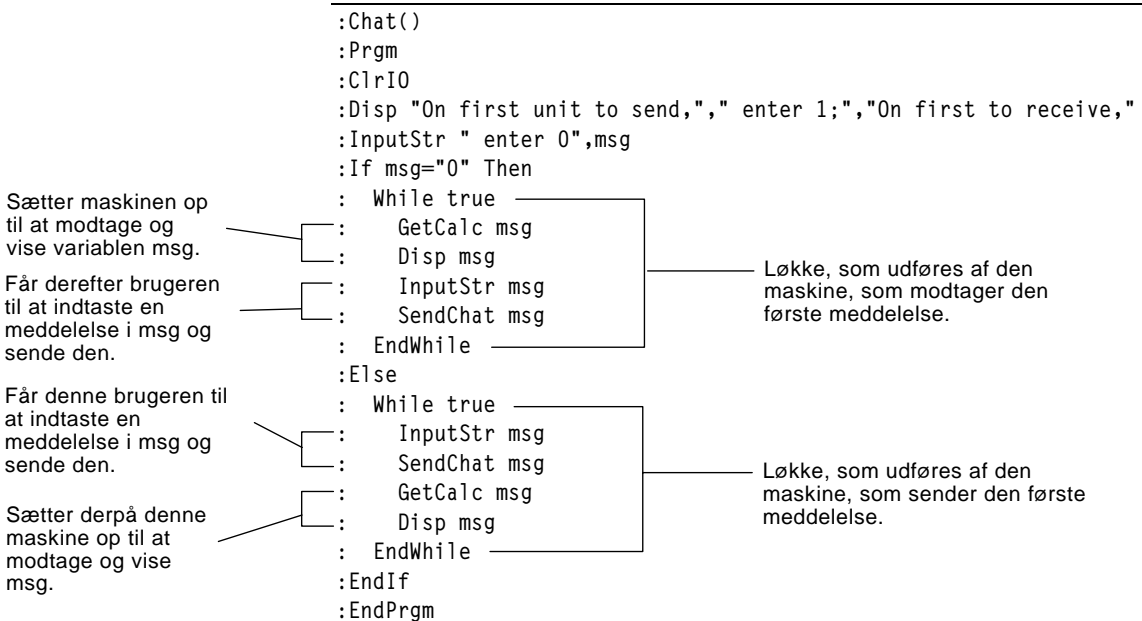 :Chat()
:Prgm
:ClrIO
:Disp "On first unit to send,"," enter 1;","On first to receive,"
:InputStr " enter 0",msg
:If msg="0" Then
:  While true
:    GetCalc msg
:    Disp msg
:    InputStr msg
:    SendChat msg
:  EndWhile
:Else
:  While true
:    InputStr msg
:    SendChat msg
:    GetCalc msg
:    Disp msg
:  EndWhile
:EndIf
:EndPrgm
Sætter maskinen op
til at modtage og
vise variablen msg.
Får derefter brugeren
til at indtaste en
meddelelse i msg og
sende den.
Får denne brugeren til
at indtaste en
meddelelse i msg og
sende den.
Sætter derpå denne
maskine op til at
modtage og vise
msg.
Løkke, som udføres af den
maskine, som modtager den
første meddelelse.
Løkke, som udføres af den
maskine, som sender den første
meddelelse.